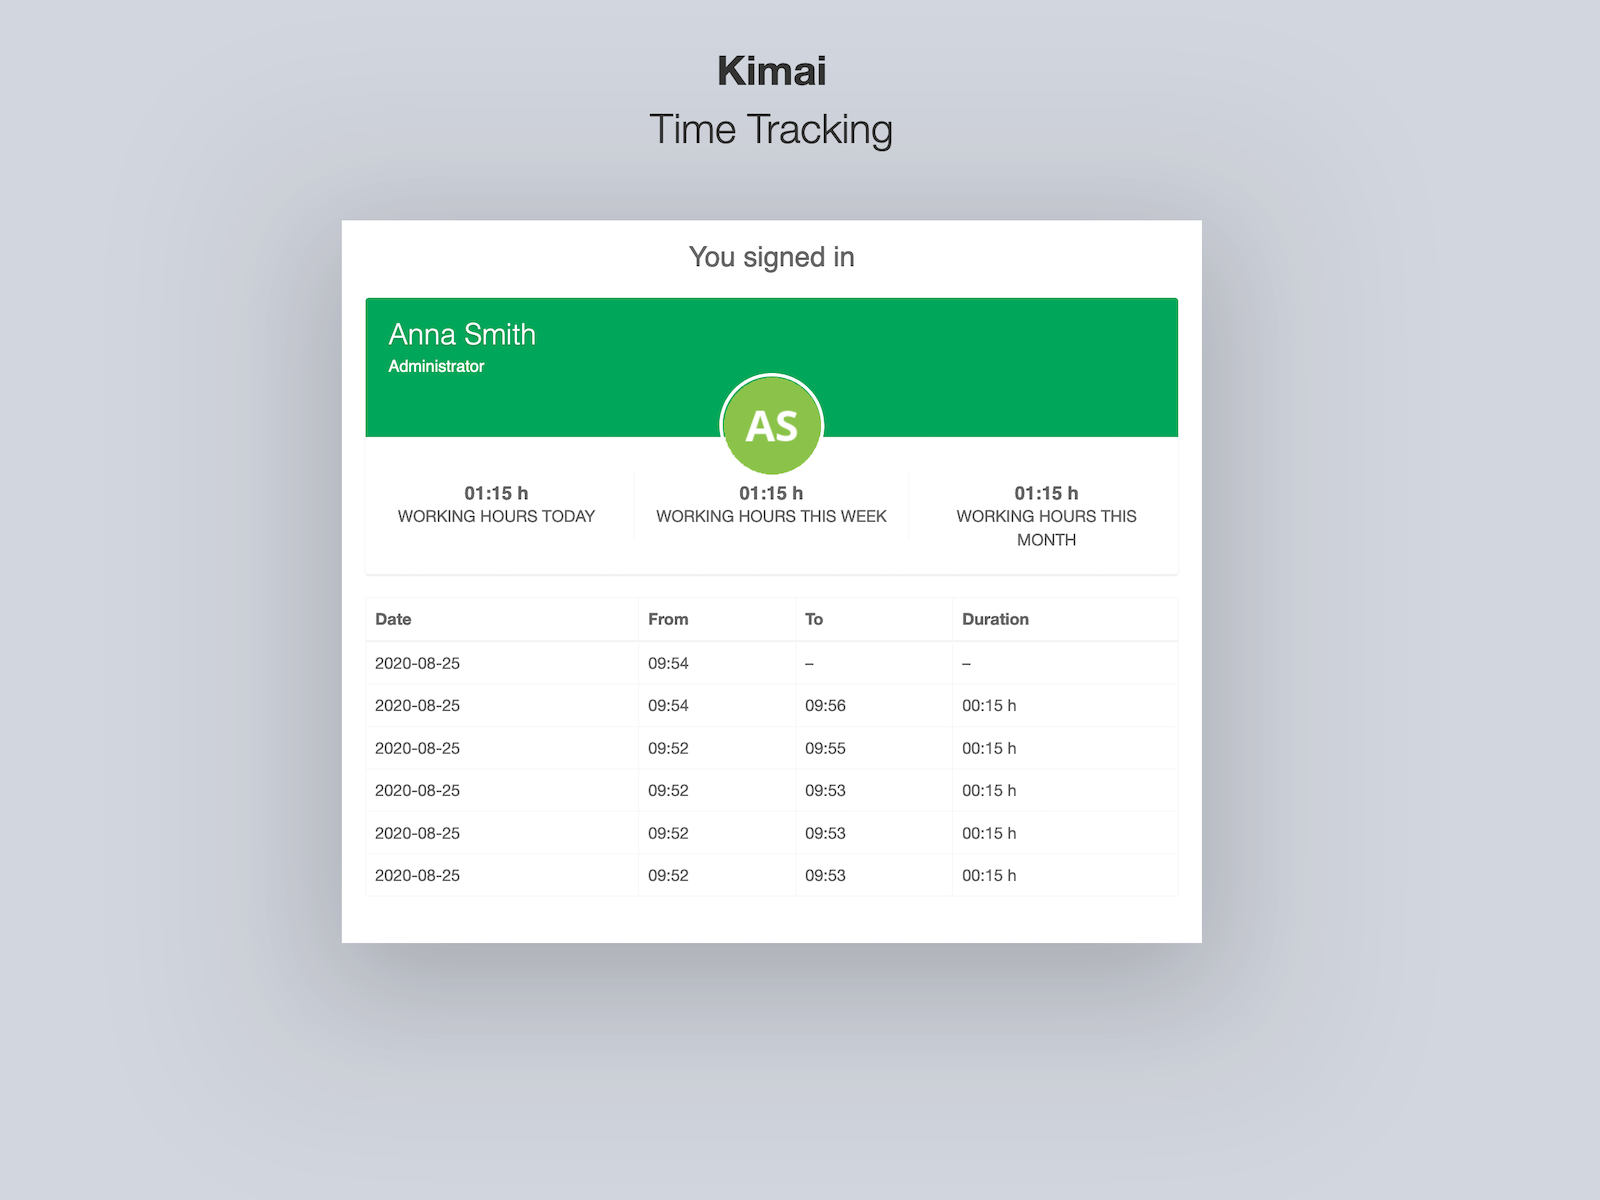 Kimai
Time Tracking
You signed in
Anna Smith
Administrator
AS
01:15 h
WORKING HOURS TODAY
01:15 h
WORKING HOURS THIS WEEK
01:15 h
WORKING HOURS THIS
MONTH
Date From To Duration
2020-08-25 09:54 – –
2020-08-25 09:54 09:56 00:15 h
2020-08-25 09:52 09:55 00:15 h
2020-08-25 09:52 09:53 00:15 h
2020-08-25 09:52 09:53 00:15 h
2020-08-25 09:52 09:53 00:15 h